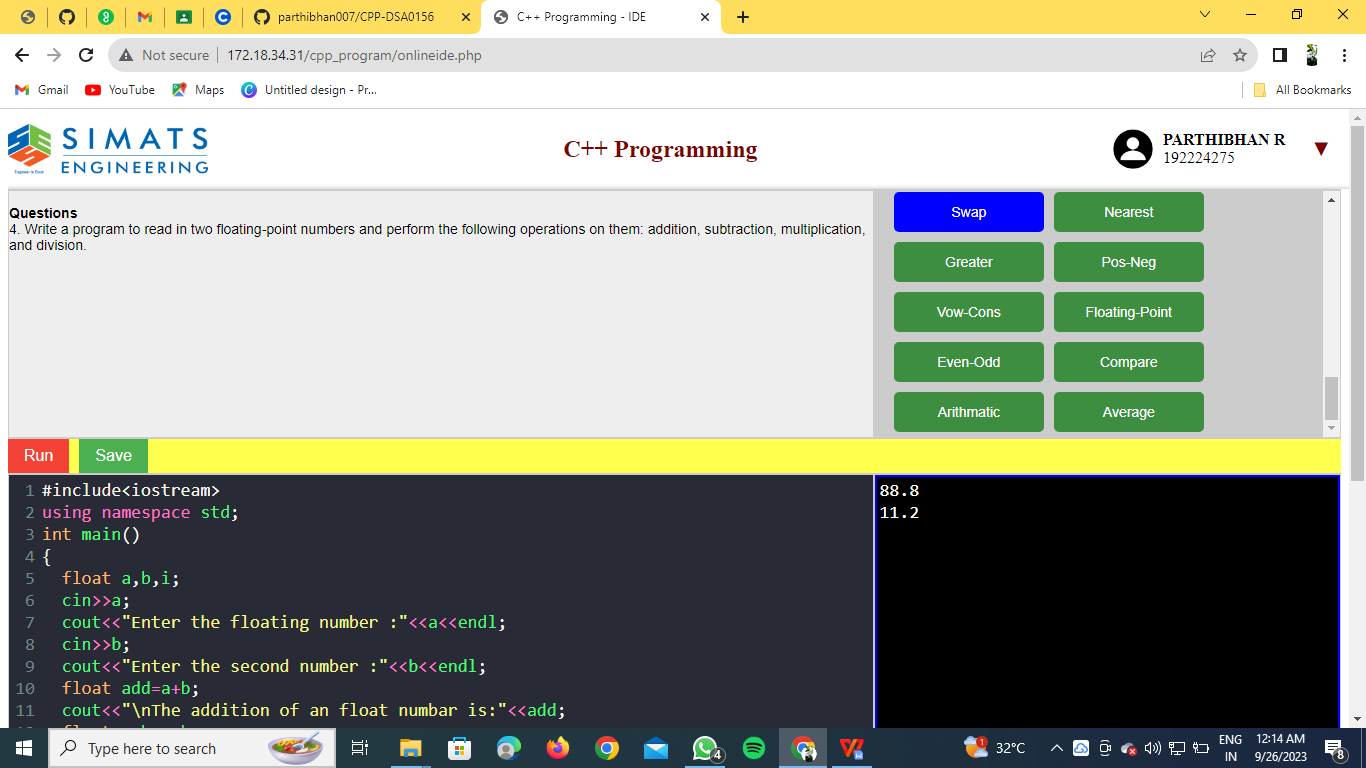 parthibhan007/CPP-DSA0156
C++ Programming - IDE
Not secure
172.18.34.31/cpp_program/onlineide.php
Gmail
YouTube
Maps
Untitled design - Pr...
All Bookmarks
SIMATS
ENGINEERING
C++ Programming
PARTHIBHAN R
192224275
Questions
4. Write a program to read in two floating-point numbers and perform the following operations on them: addition, subtraction, multiplication,
and division.
Swap
Nearest
Greater
Pos-Neg
Vow-Cons
Floating-Point
Even-Odd
Compare
Arithmatic
Average
Run
Save
1 #include<iostream>
2 using namespace std;
3 int main()
4 {
5 float a,b,i;
6 cin>>a;
7 cout<<"Enter the floating number :"<<a<<endl;
8 cin>>b;
9 cout<<"Enter the second number :"<<b<<endl;
10 float add=a+b;
11 cout<<"\nThe addition of an float numbar is:"<<add;
88.8
11.2
Type here to search
4
1
32°C
ENG
IN
12:14 AM
9/26/2023
8